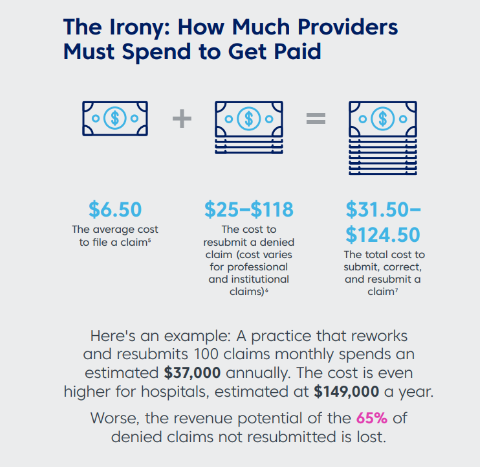 The Irony: How Much Providers
Must Spend to Get Paid
$ + $ = $
$6.50
The average cost
to file a claim⁵
$25–$118
The cost to
resubmit a denied
claim (cost varies
for professional
and institutional
claims)⁶
$31.50–
$124.50
The total cost to
submit, correct,
and resubmit a
claim⁷
Here's an example: A practice that reworks
and resubmits 100 claims monthly spends an
estimated $37,000 annually. The cost is even
higher for hospitals, estimated at $149,000 a year.
Worse, the revenue potential of the 65% of
denied claims not resubmitted is lost.